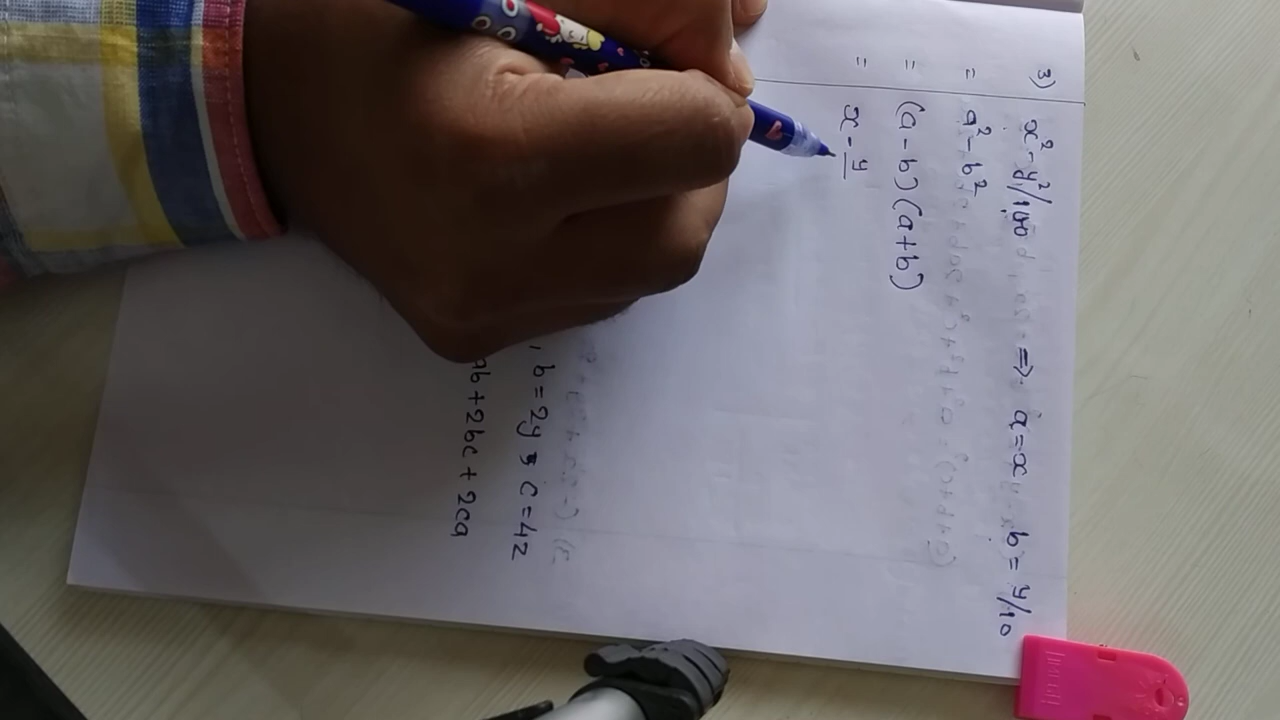 3) x² - y²/100 ⇒ a = x b = y/10
= a² - b²
= (a - b) (a + b)
= x - y
, b = 2y c = 4z
ab + 2bc + 2ca